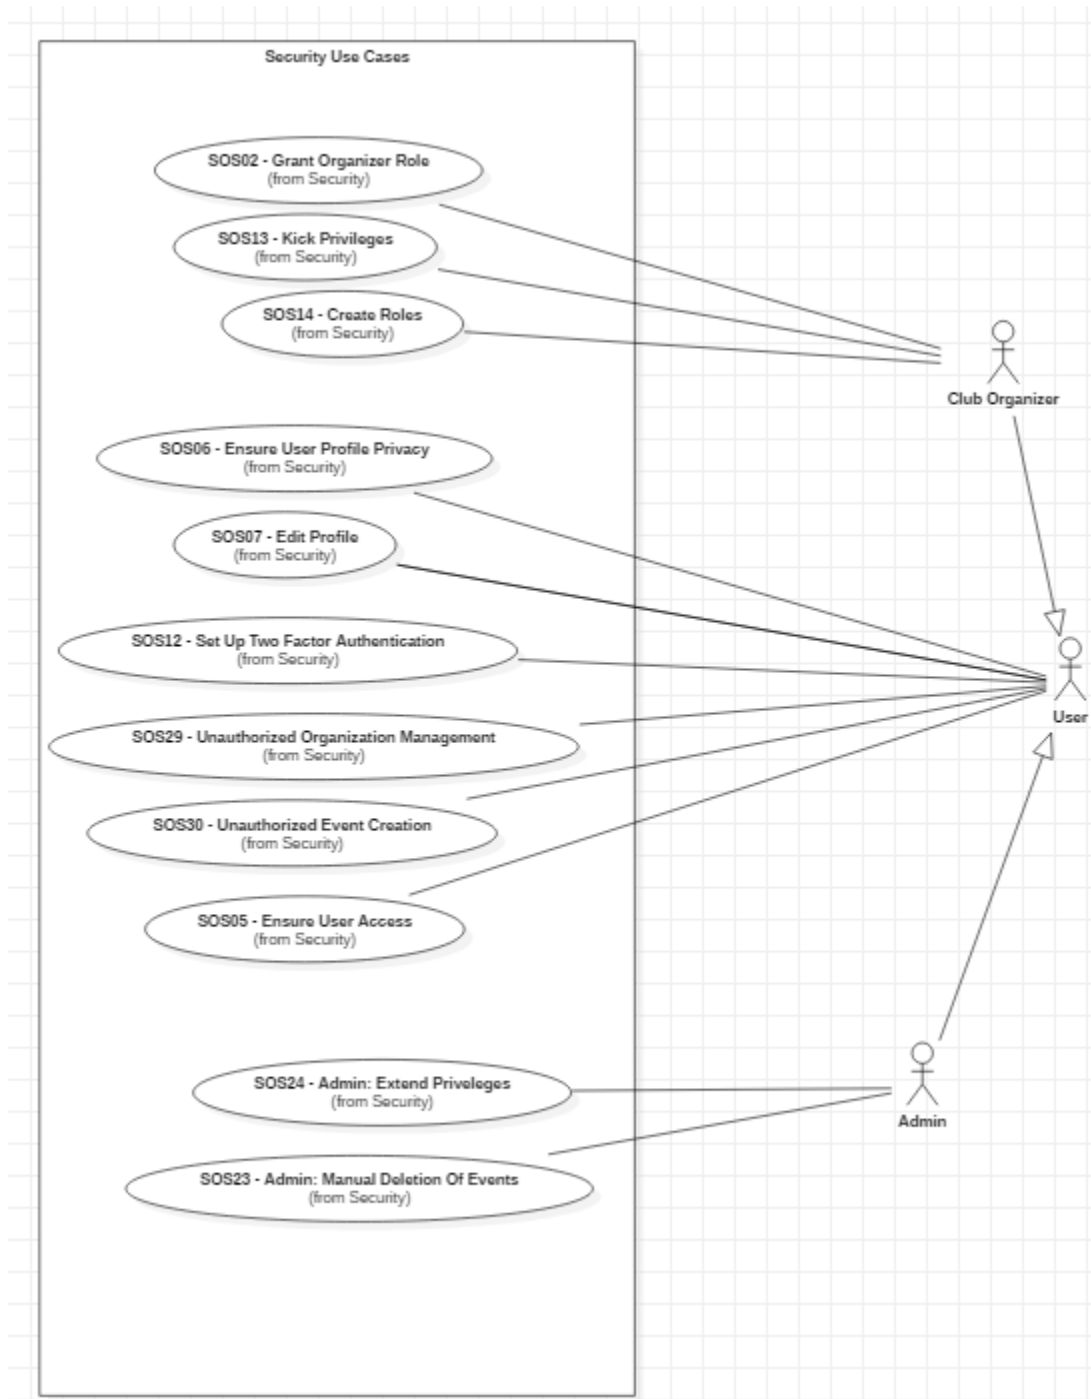 Security Use Cases
SOS02 - Grant Organizer Role
(from Security)
SOS13 - Kick Privileges
(from Security)
SOS14 - Create Roles
(from Security)
Club Organizer
SOS06 - Ensure User Profile Privacy
(from Security)
SOS07 - Edit Profile
(from Security)
SOS12 - Set Up Two Factor Authentication
(from Security)
User
SOS29 - Unauthorized Organization Management
(from Security)
SOS30 - Unauthorized Event Creation
(from Security)
SOS05 - Ensure User Access
(from Security)
SOS24 - Admin: Extend Priveleges
(from Security)
Admin
SOS23 - Admin: Manual Deletion Of Events
(from Security)